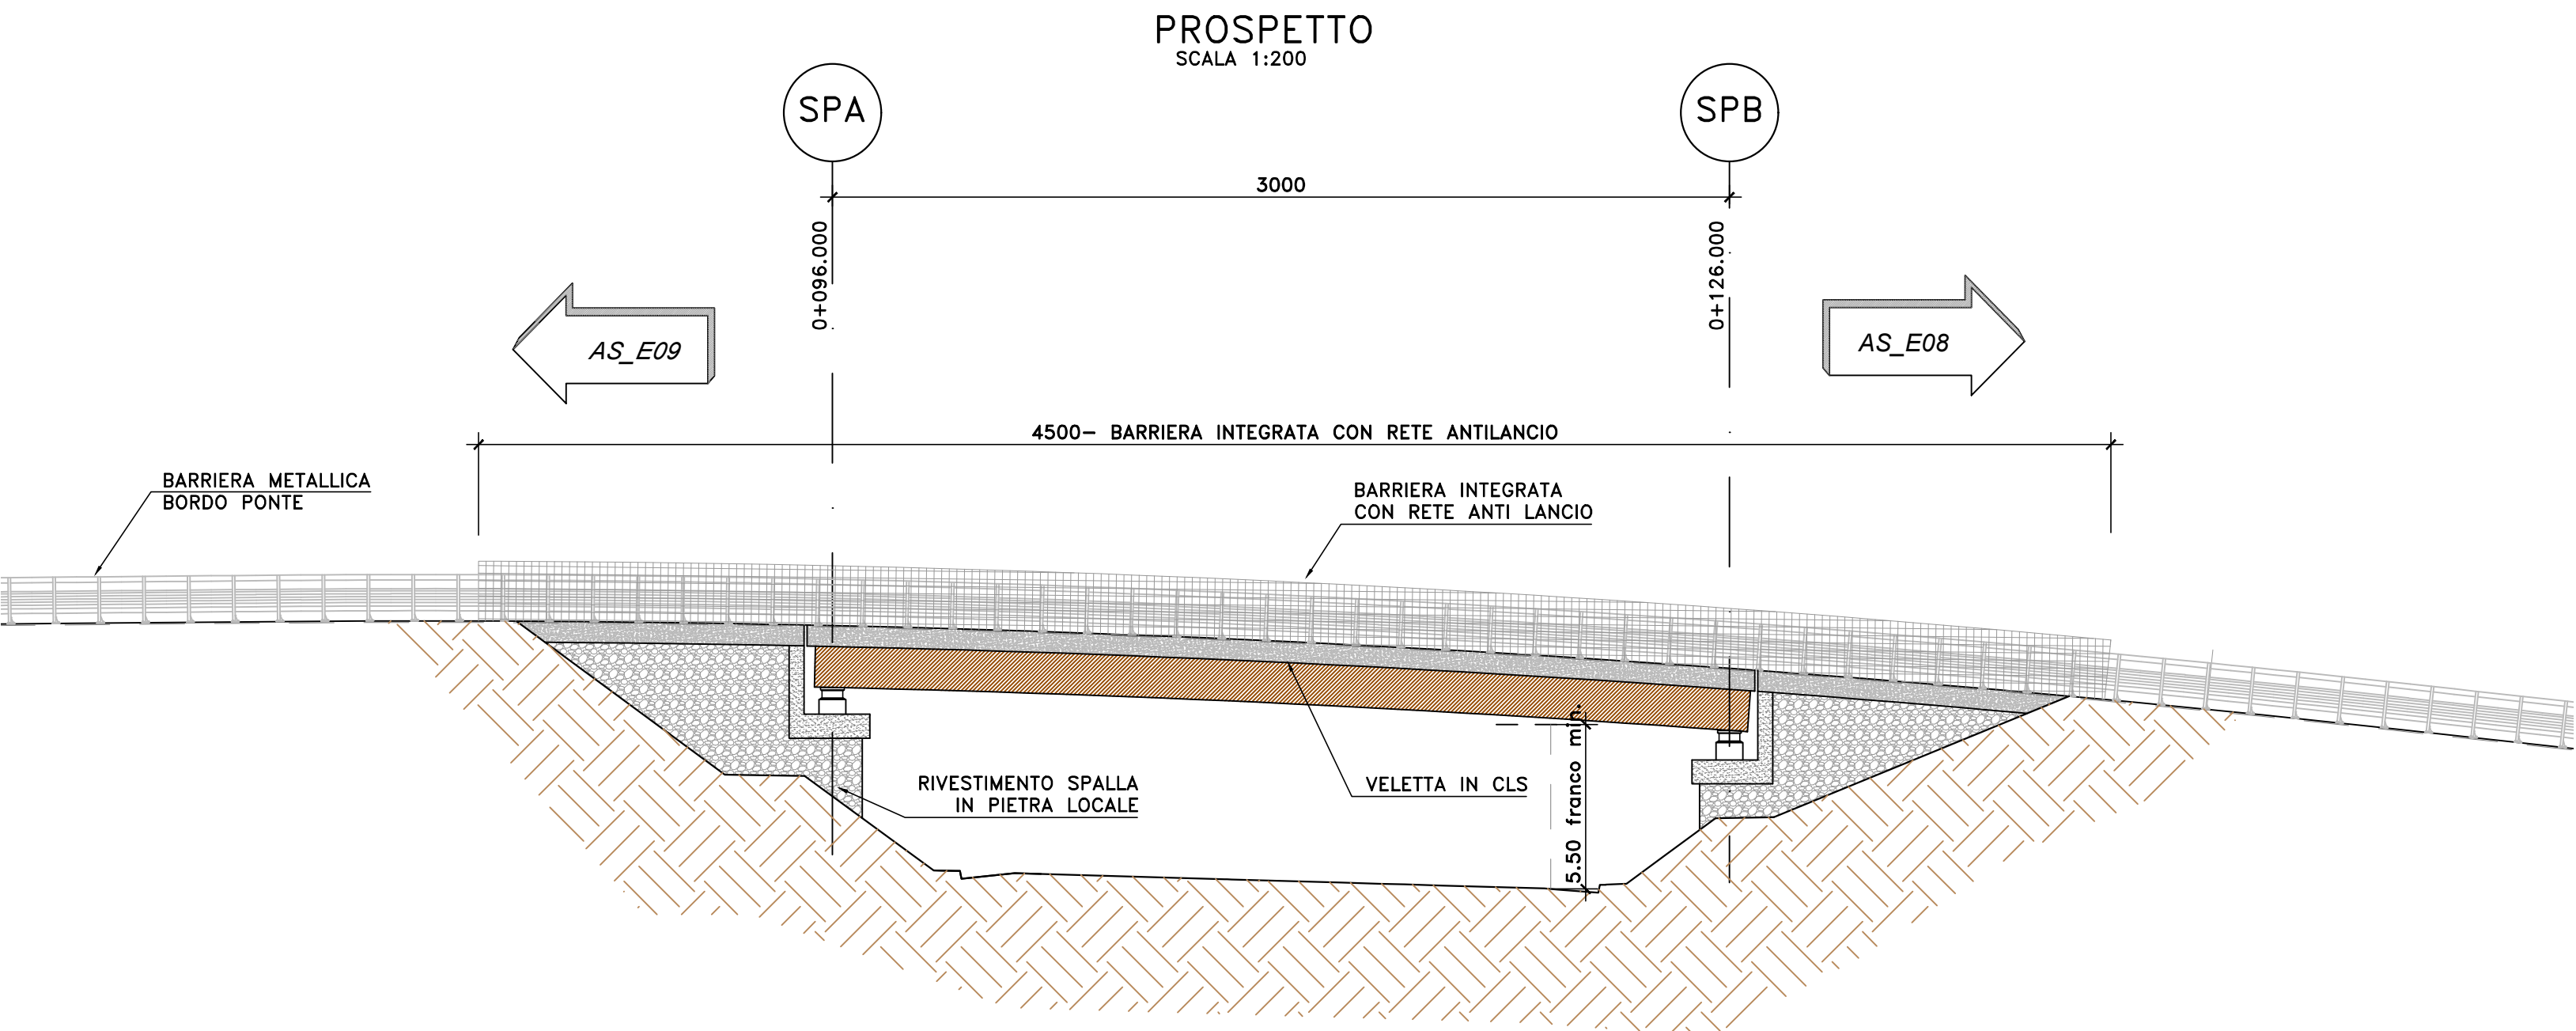 PROSPETTO
SCALA 1:200
SPA
SPB
3000
0+096.000
0+126.000
AS_E09
AS_E08
4500- BARRIERA INTEGRATA CON RETE ANTILANCIO
BARRIERA METALLICA
BORDO PONTE
BARRIERA INTEGRATA
CON RETE ANTI LANCIO
RIVESTIMENTO SPALLA
IN PIETRA LOCALE
VELETTA IN CLS
5.50 franco min.